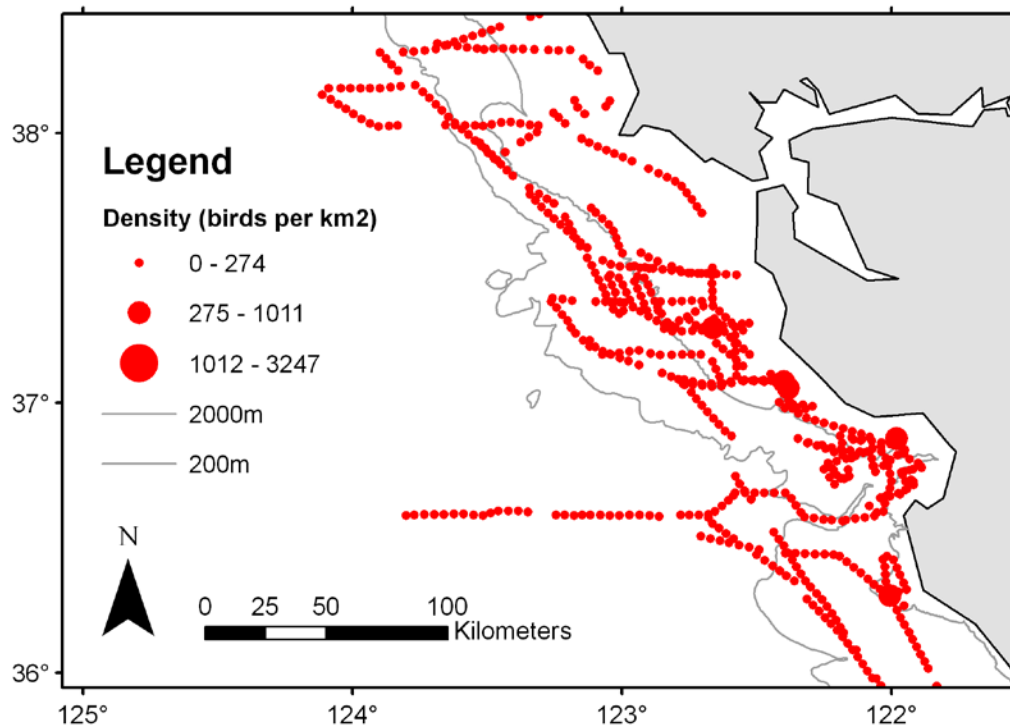 38°
Legend
Density (birds per km2)
0 - 274
275 - 1011
1012 - 3247
37°
2000m
200m
N
0 25 50 100
Kilometers
36°
125° 124° 123° 122°